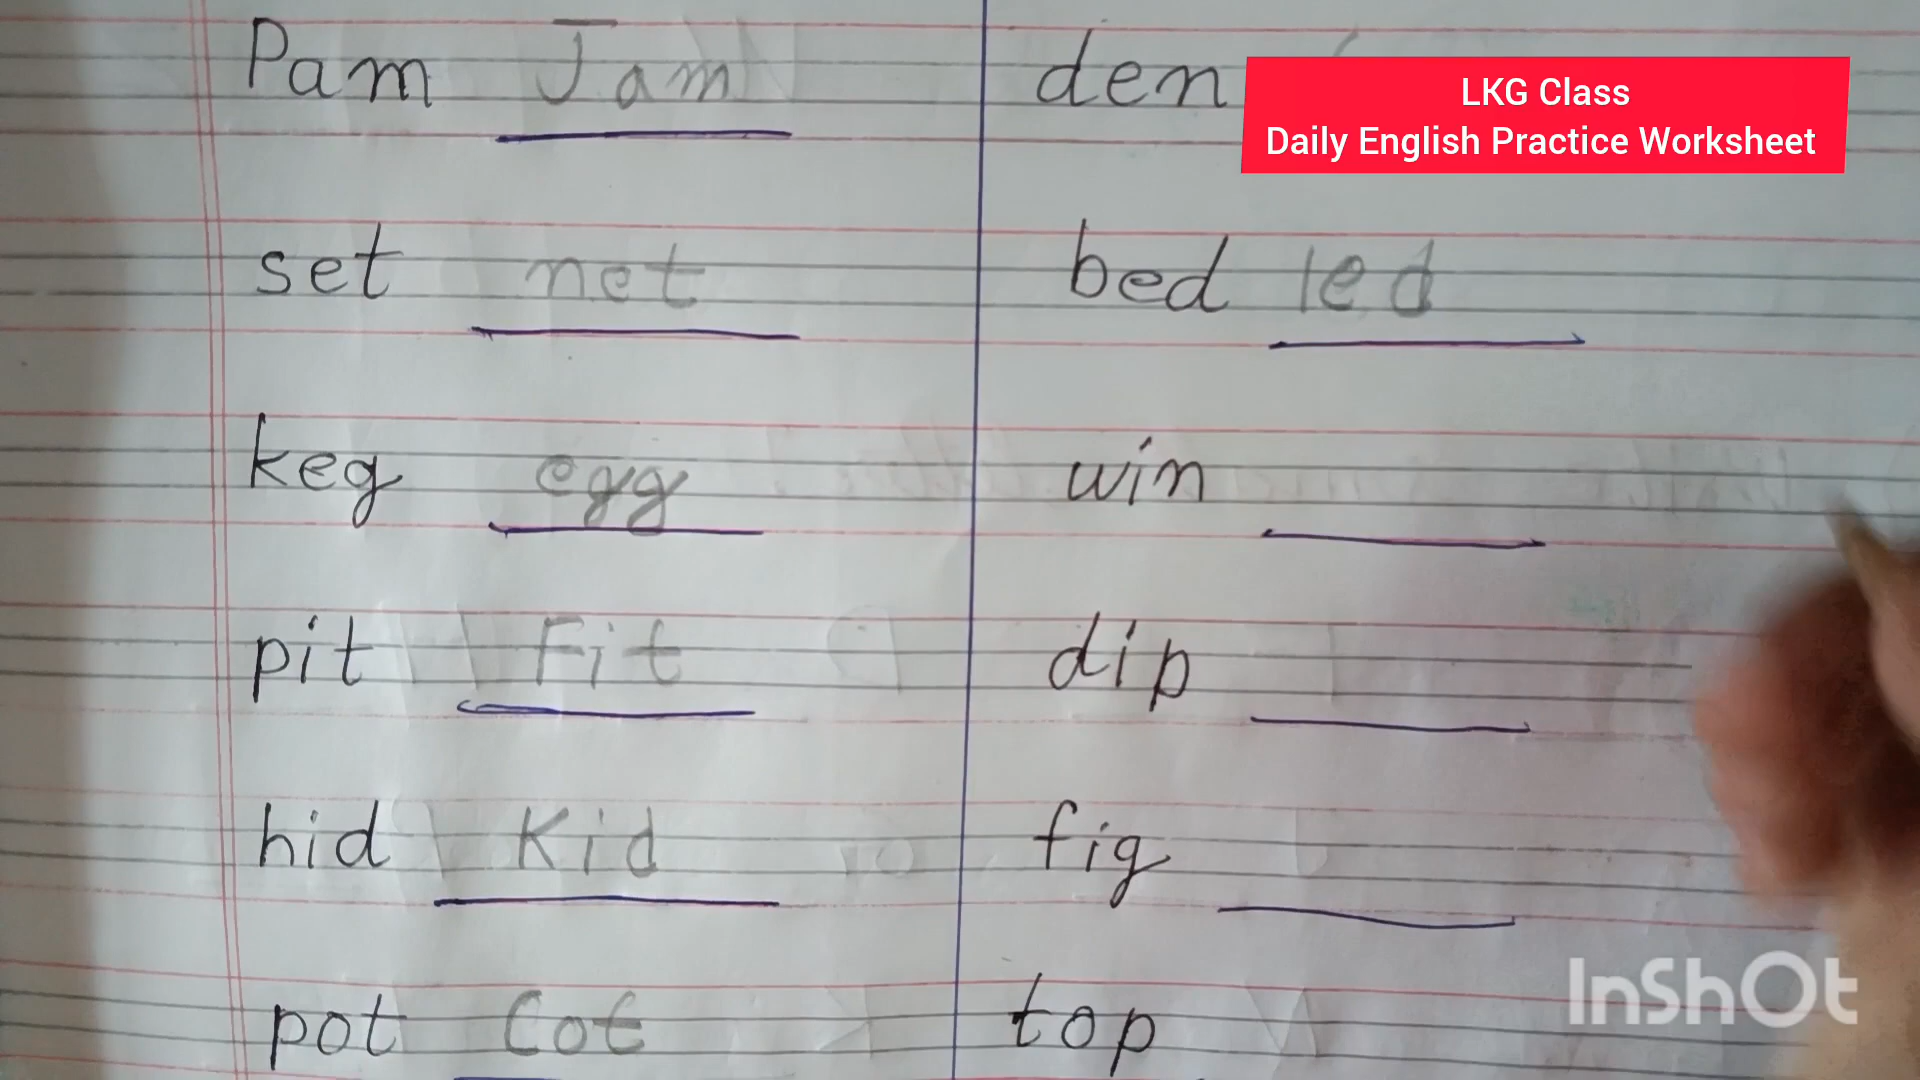 Pam Jam den
LKG Class
Daily English Practice Worksheet
set net bed led
keg egg win
pit Fit dip
hid Kid fig
pot Cot top
InShOt